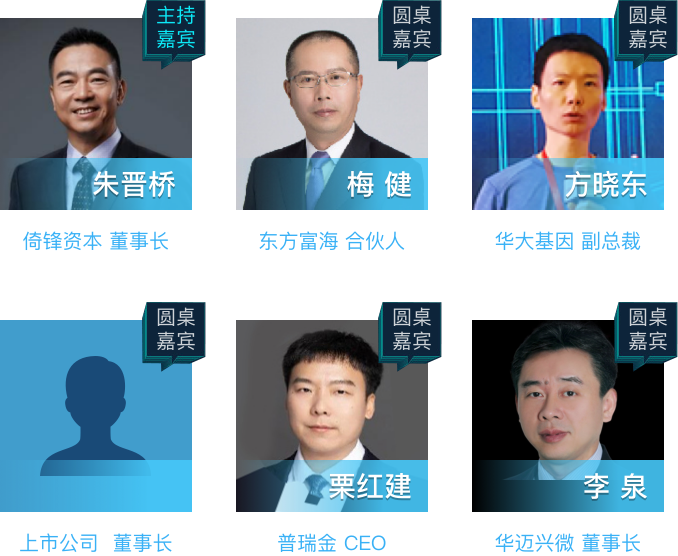 主持
嘉宾
圆桌
嘉宾
圆桌
嘉宾
朱晋桥
梅 健
方晓东
倚锋资本 董事长
东方富海 合伙人
华大基因 副总裁
圆桌
嘉宾
圆桌
嘉宾
圆桌
嘉宾
栗红建
李 泉
上市公司 董事长
普瑞金 CEO
华迈兴微 董事长